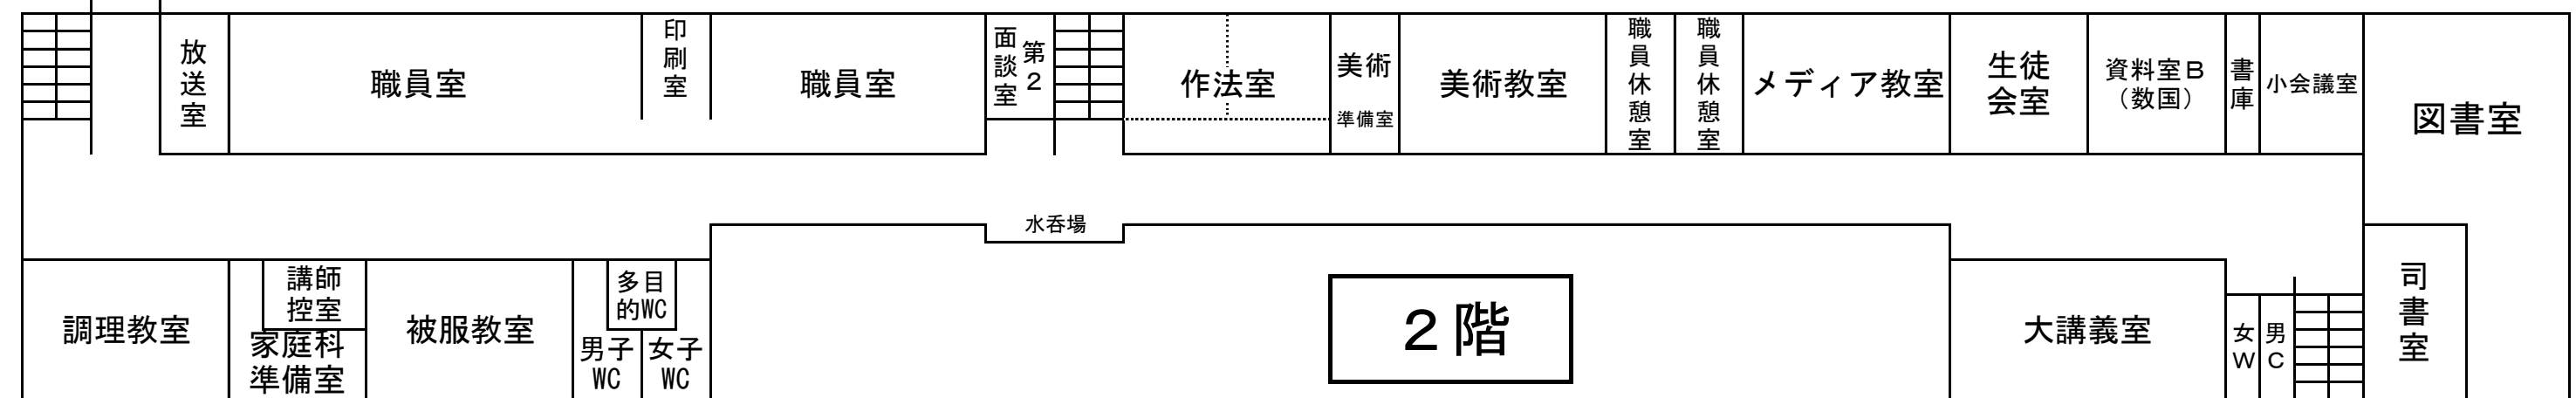 放送室
職員室
印刷室
職員室
第２
面談室
作法室
美術
準備室
美術教室
職員休憩室
職員休憩室
メディア教室
生徒
会室
資料室Ｂ
（数国）
書庫
小会議室
図書室
水呑場
調理教室
講師
控室
家庭科
準備室
被服教室
多目
的WC
男子
WC
女子
WC
２階
大講義室
女 男
Ｗ Ｃ
司書室